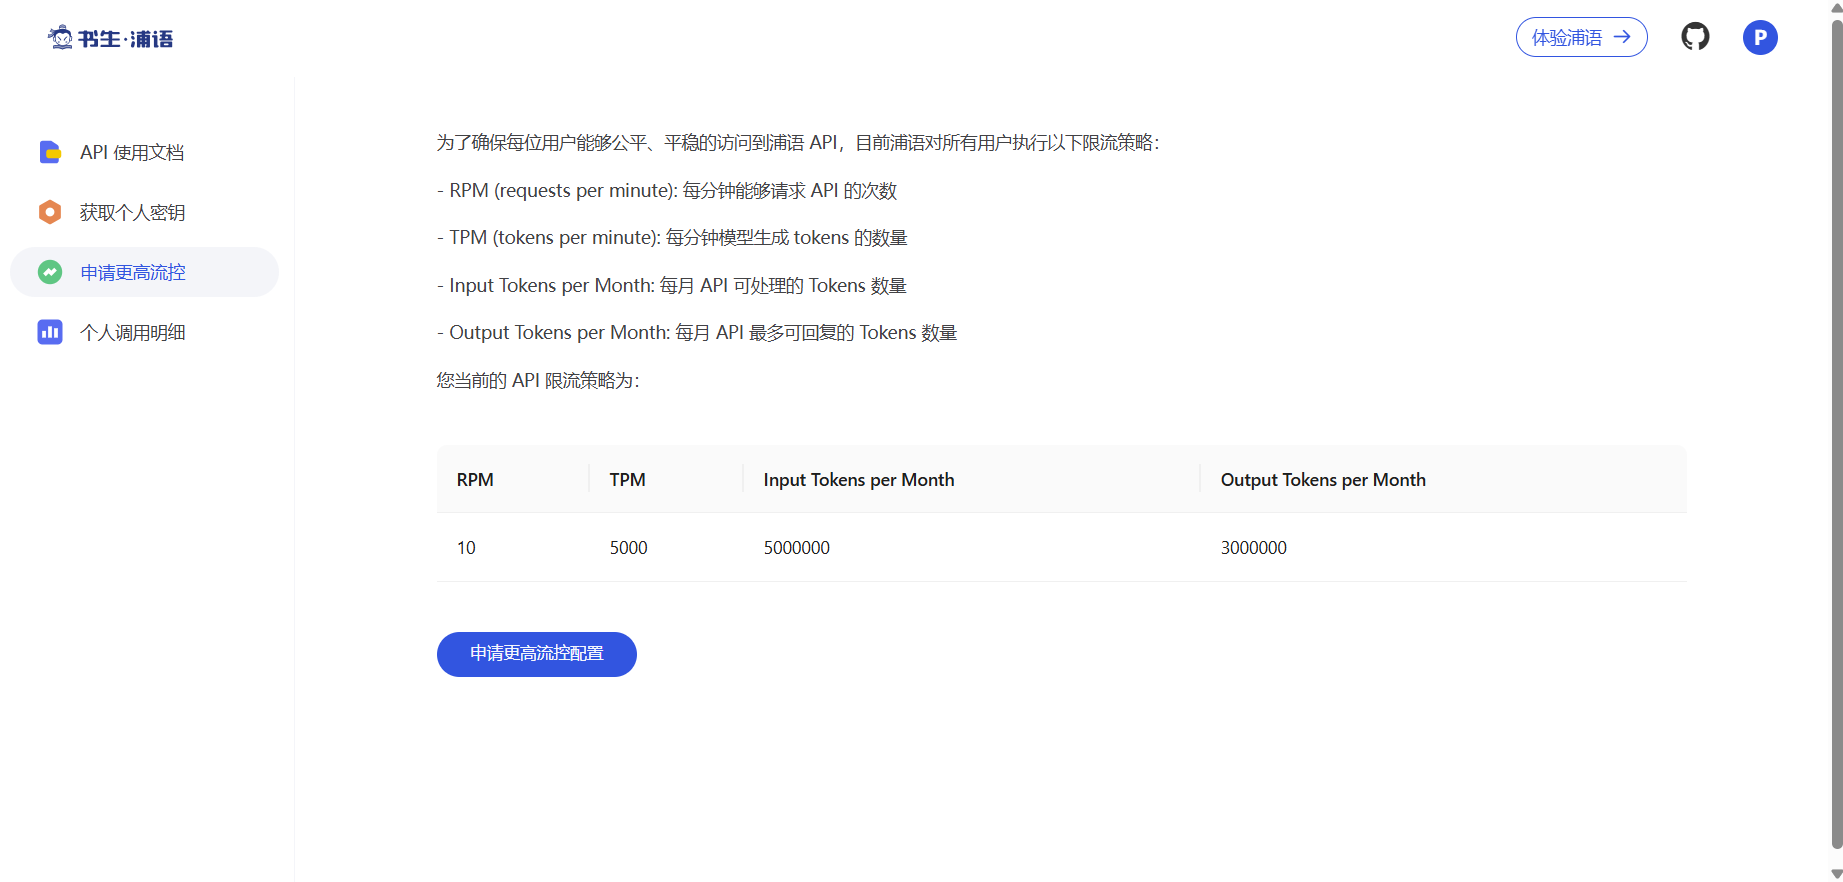 书生·浦语
体验浦语
P
API 使用文档
获取个人密钥
申请更高流控
个人调用明细
为了确保每位用户能够公平、平稳的访问到浦语 API，目前浦语对所有用户执行以下限流策略：
- RPM (requests per minute): 每分钟能够请求 API 的次数
- TPM (tokens per minute): 每分钟模型生成 tokens 的数量
- Input Tokens per Month: 每月 API 可处理的 Tokens 数量
- Output Tokens per Month: 每月 API 最多可回复的 Tokens 数量
您当前的 API 限流策略为：
RPM TPM Input Tokens per Month Output Tokens per Month
10 5000 5000000 3000000
申请更高流控配置